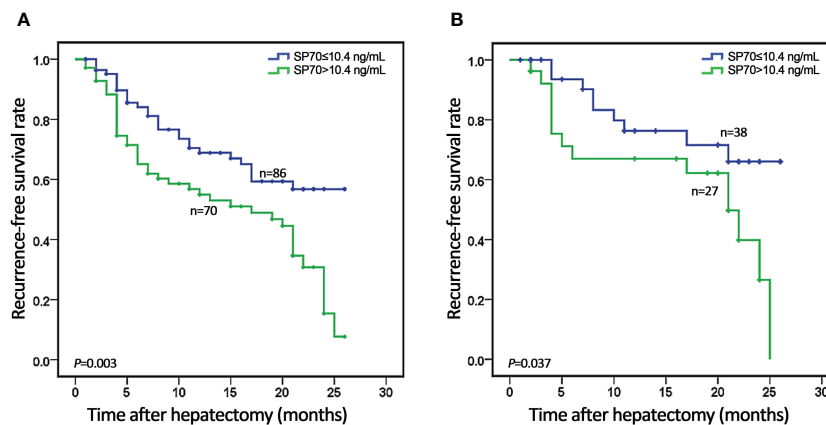 A
SP70≤10.4 ng/mL
SP70>10.4 ng/mL
1.0
0.8
0.6
0.4
0.2
0.0
Recurrence-free survival rate
n=86
n=70
P=0.003
0 5 10 15 20 25 30
Time after hepatectomy (months)
B
SP70≤10.4 ng/mL
SP70>10.4 ng/mL
1.0
0.8
0.6
0.4
0.2
0.0
Recurrence-free survival rate
n=38
n=27
P=0.037
0 5 10 15 20 25 30
Time after hepatectomy (months)